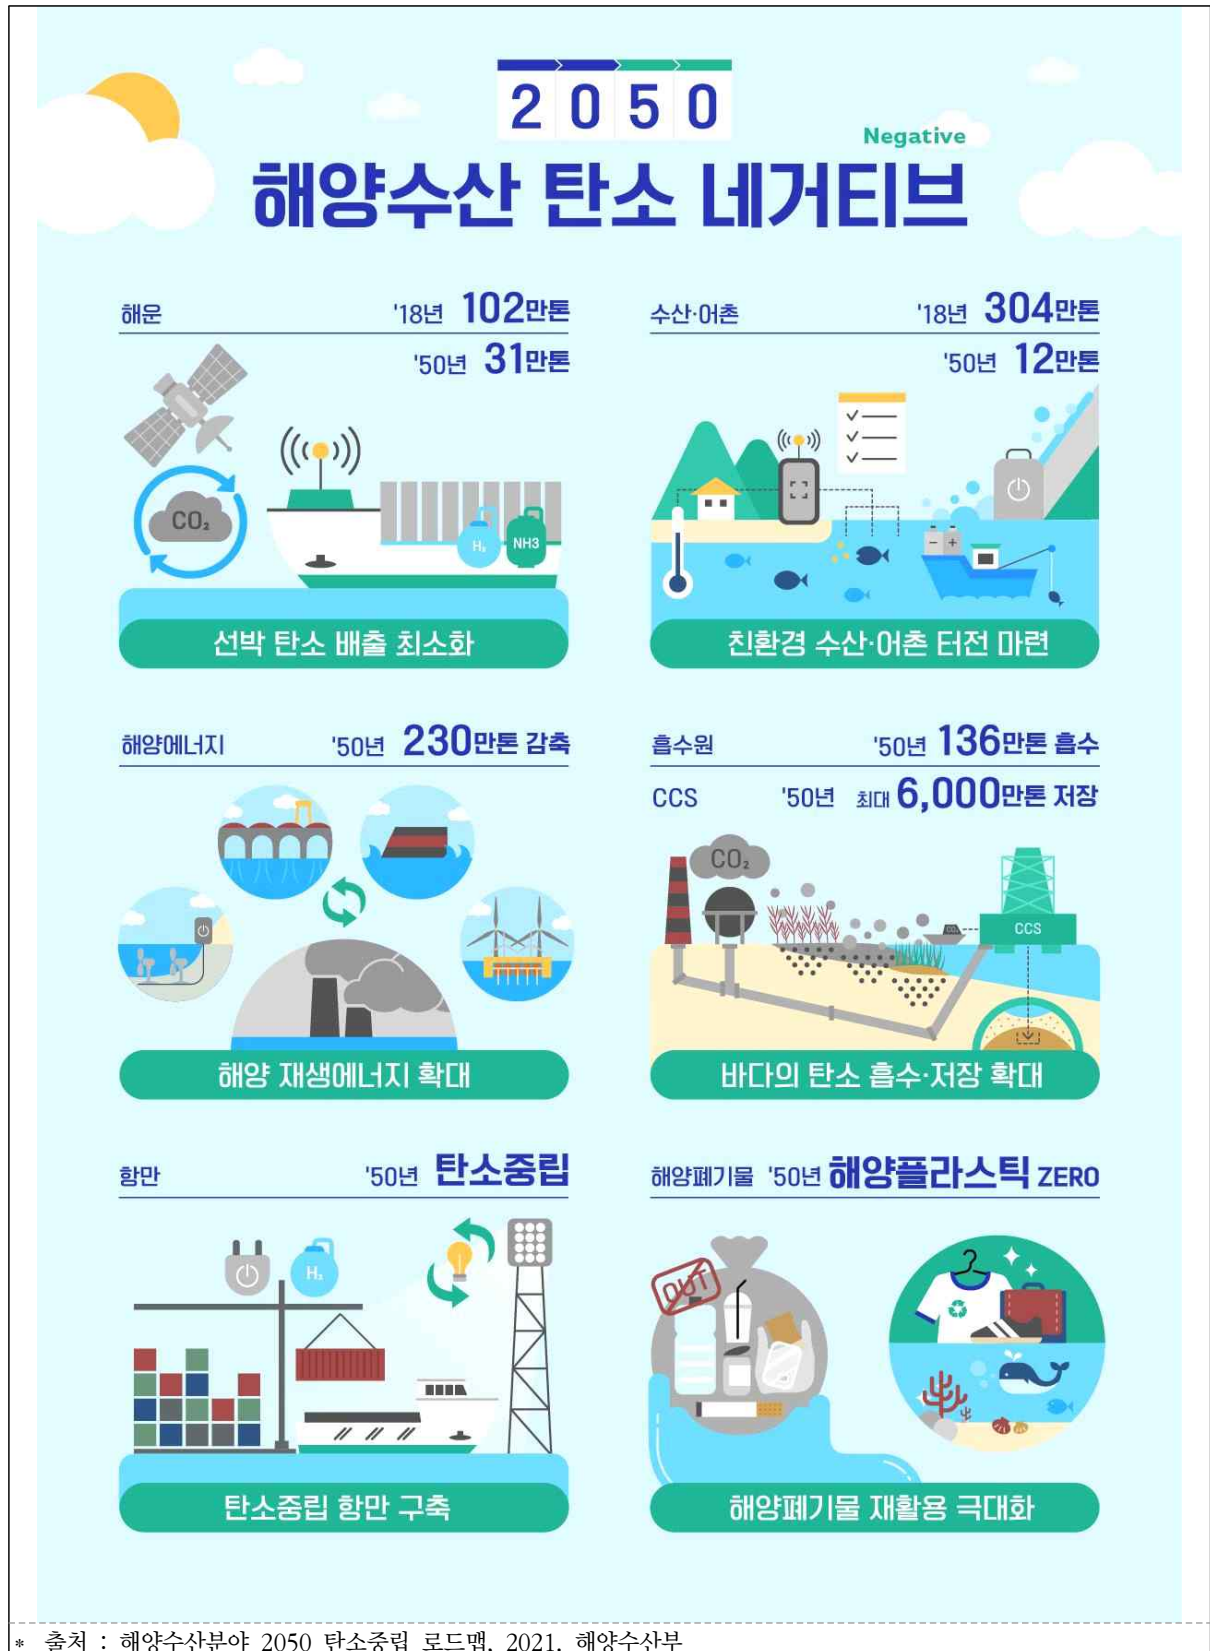 2050
Negative
해양수산 탄소 네거티브
해운 '18년 102만톤
'50년 31만톤
CO₂
H₂
NH3
선박 탄소 배출 최소화
수산·어촌 '18년 304만톤
'50년 12만톤
친환경 수산·어촌 터전 마련
해양에너지 '50년 230만톤 감축
해양 재생에너지 확대
흡수원 '50년 136만톤 흡수
CCS '50년 최대 6,000만톤 저장
CO₂
CCS
바다의 탄소 흡수·저장 확대
항만 '50년 탄소중립
H₂
탄소중립 항만 구축
해양폐기물 '50년 해양플라스틱 ZERO
OUT
해양폐기물 재활용 극대화
* 출처 : 해양수산분야 2050 탄소중립 로드맵, 2021, 해양수산부